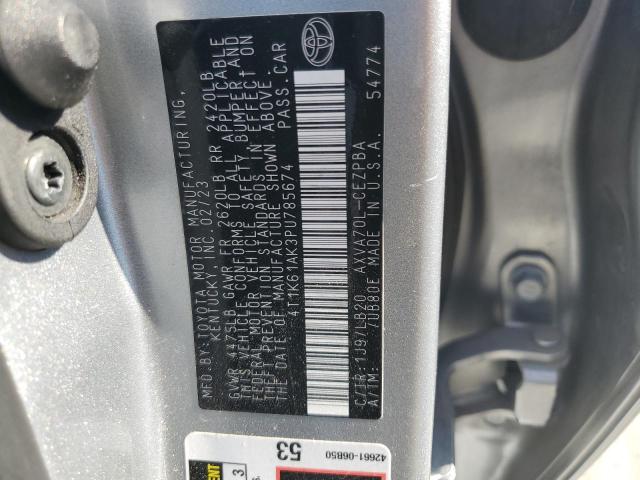 MFD.BY:TOYOTA MOTOR MANUFACTURING,
KENTUCKY, INC. 02/23
GVWR 4475LB GAWR FR 2620LB RR 2420LB
THIS VEHICLE CONFORMS TO ALL APPLICABLE
FEDERAL MOTOR VEHICLE SAFETY, BUMPER, AND
THEFT PREVENTION STANDARDS IN EFFECT ON
THE DATE OF MANUFACTURE SHOWN ABOVE.
4T1K61AK3PU785674 PASS.CAR
C/TR:1J9/LB20 AXVA70L-CEZPBA
A/TM: /UB80E MADE IN U.S.A. 54774
42661-06B50
53
3